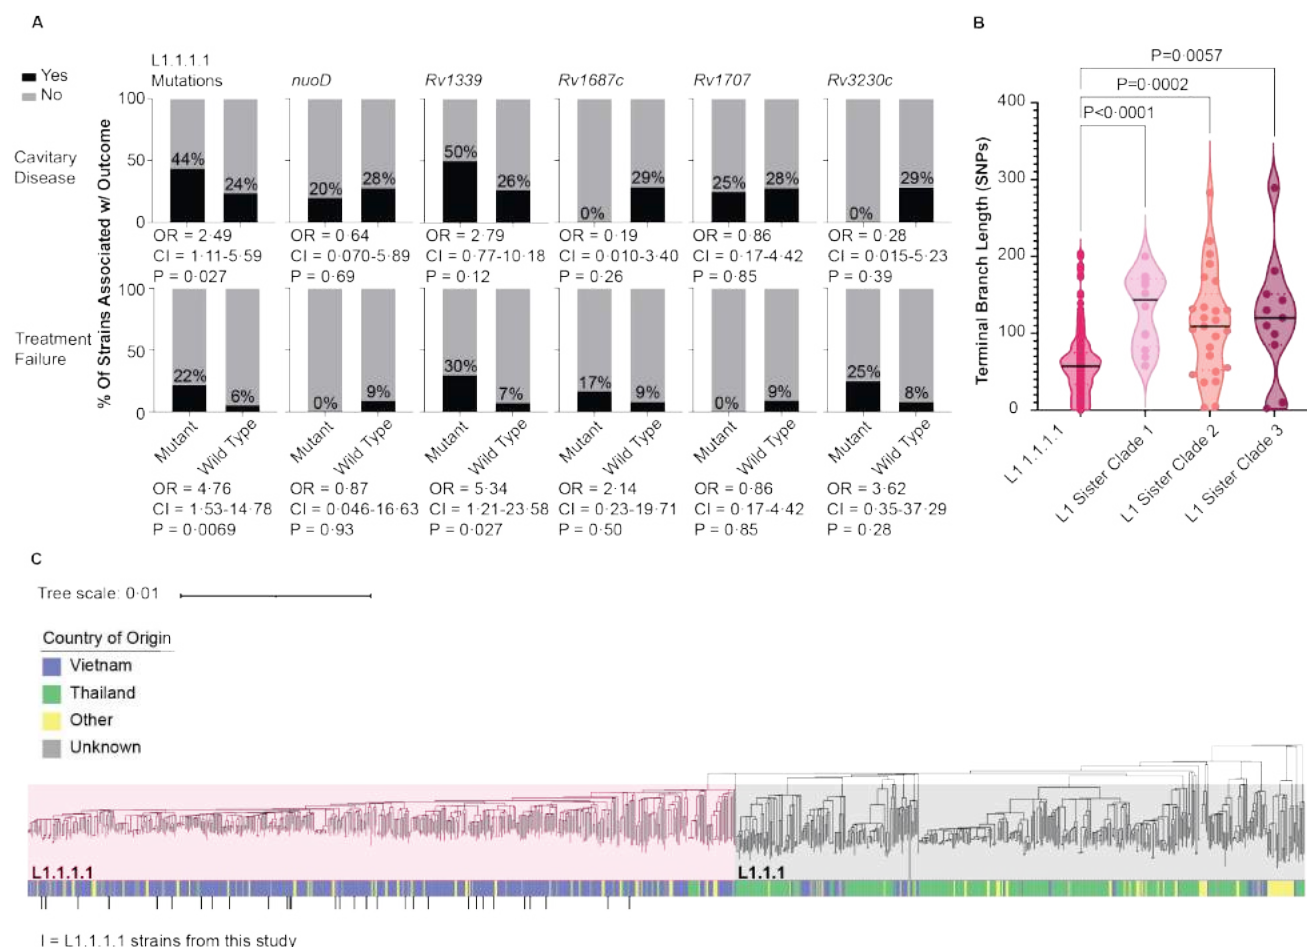 A
Yes
No
L1.1.1.1
Mutations
nuoD
Rv1339
Rv1687c
Rv1707
Rv3230c
% Of Strains Associated w/ Outcome
Cavitary
Disease
100
50
0
44%
24%
20%
28%
50%
26%
0%
29%
25%
28%
0%
29%
OR = 2·49
CI = 1·11-5·59
P = 0·027
OR = 0·64
CI = 0·070-5·89
P = 0·69
OR = 2·79
CI = 0·77-10·18
P = 0·12
OR = 0·19
CI = 0·010-3·40
P = 0·26
OR = 0·86
CI = 0·17-4·42
P = 0·85
OR = 0·28
CI = 0·015-5·23
P = 0·39
Treatment
Failure
100
50
0
22%
6%
0%
9%
30%
7%
17%
9%
0%
9%
25%
8%
Mutant
Wild Type
Mutant
Wild Type
Mutant
Wild Type
Mutant
Wild Type
Mutant
Wild Type
Mutant
Wild Type
OR = 4·76
CI = 1·53-14·78
P = 0·0069
OR = 0·87
CI = 0·046-16·63
P = 0·93
OR = 5·34
CI = 1·21-23·58
P = 0·027
OR = 2·14
CI = 0·23-19·71
P = 0·50
OR = 0·86
CI = 0·17-4·42
P = 0·85
OR = 3·62
CI = 0·35-37·29
P = 0·28
B
P=0·0057
P=0·0002
P<0·0001
Terminal Branch Length (SNPs)
400
300
200
100
0
L1 1.1.1.1
L1 Sister Clade 1
L1 Sister Clade 2
L1 Sister Clade 3
C
Tree scale: 0·01
Country of Origin
Vietnam
Thailand
Other
Unknown
L1.1.1.1
L1.1.1
I = L1.1.1.1 strains from this study